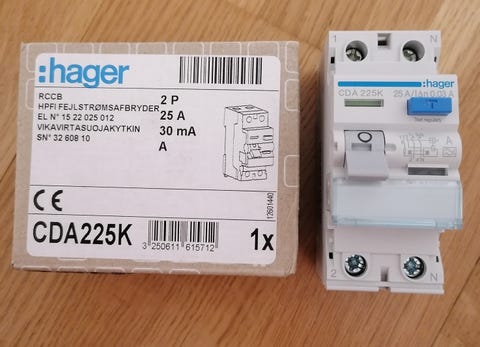 :hager
RCCB
HPFI FEJLSTRØMSAFBRYDER
EL N° 15 22 025 012
VIKAVIRTASUOJAKYTKIN
SN° 32 608 10
2 P
25 A
30 mA
A
12601440
CE
CDA225K
3 250611 615712
1x
1
N
:hager
CDA 225K
25 A/IΔn 0,03 A
Test regularly
A
O
2
N